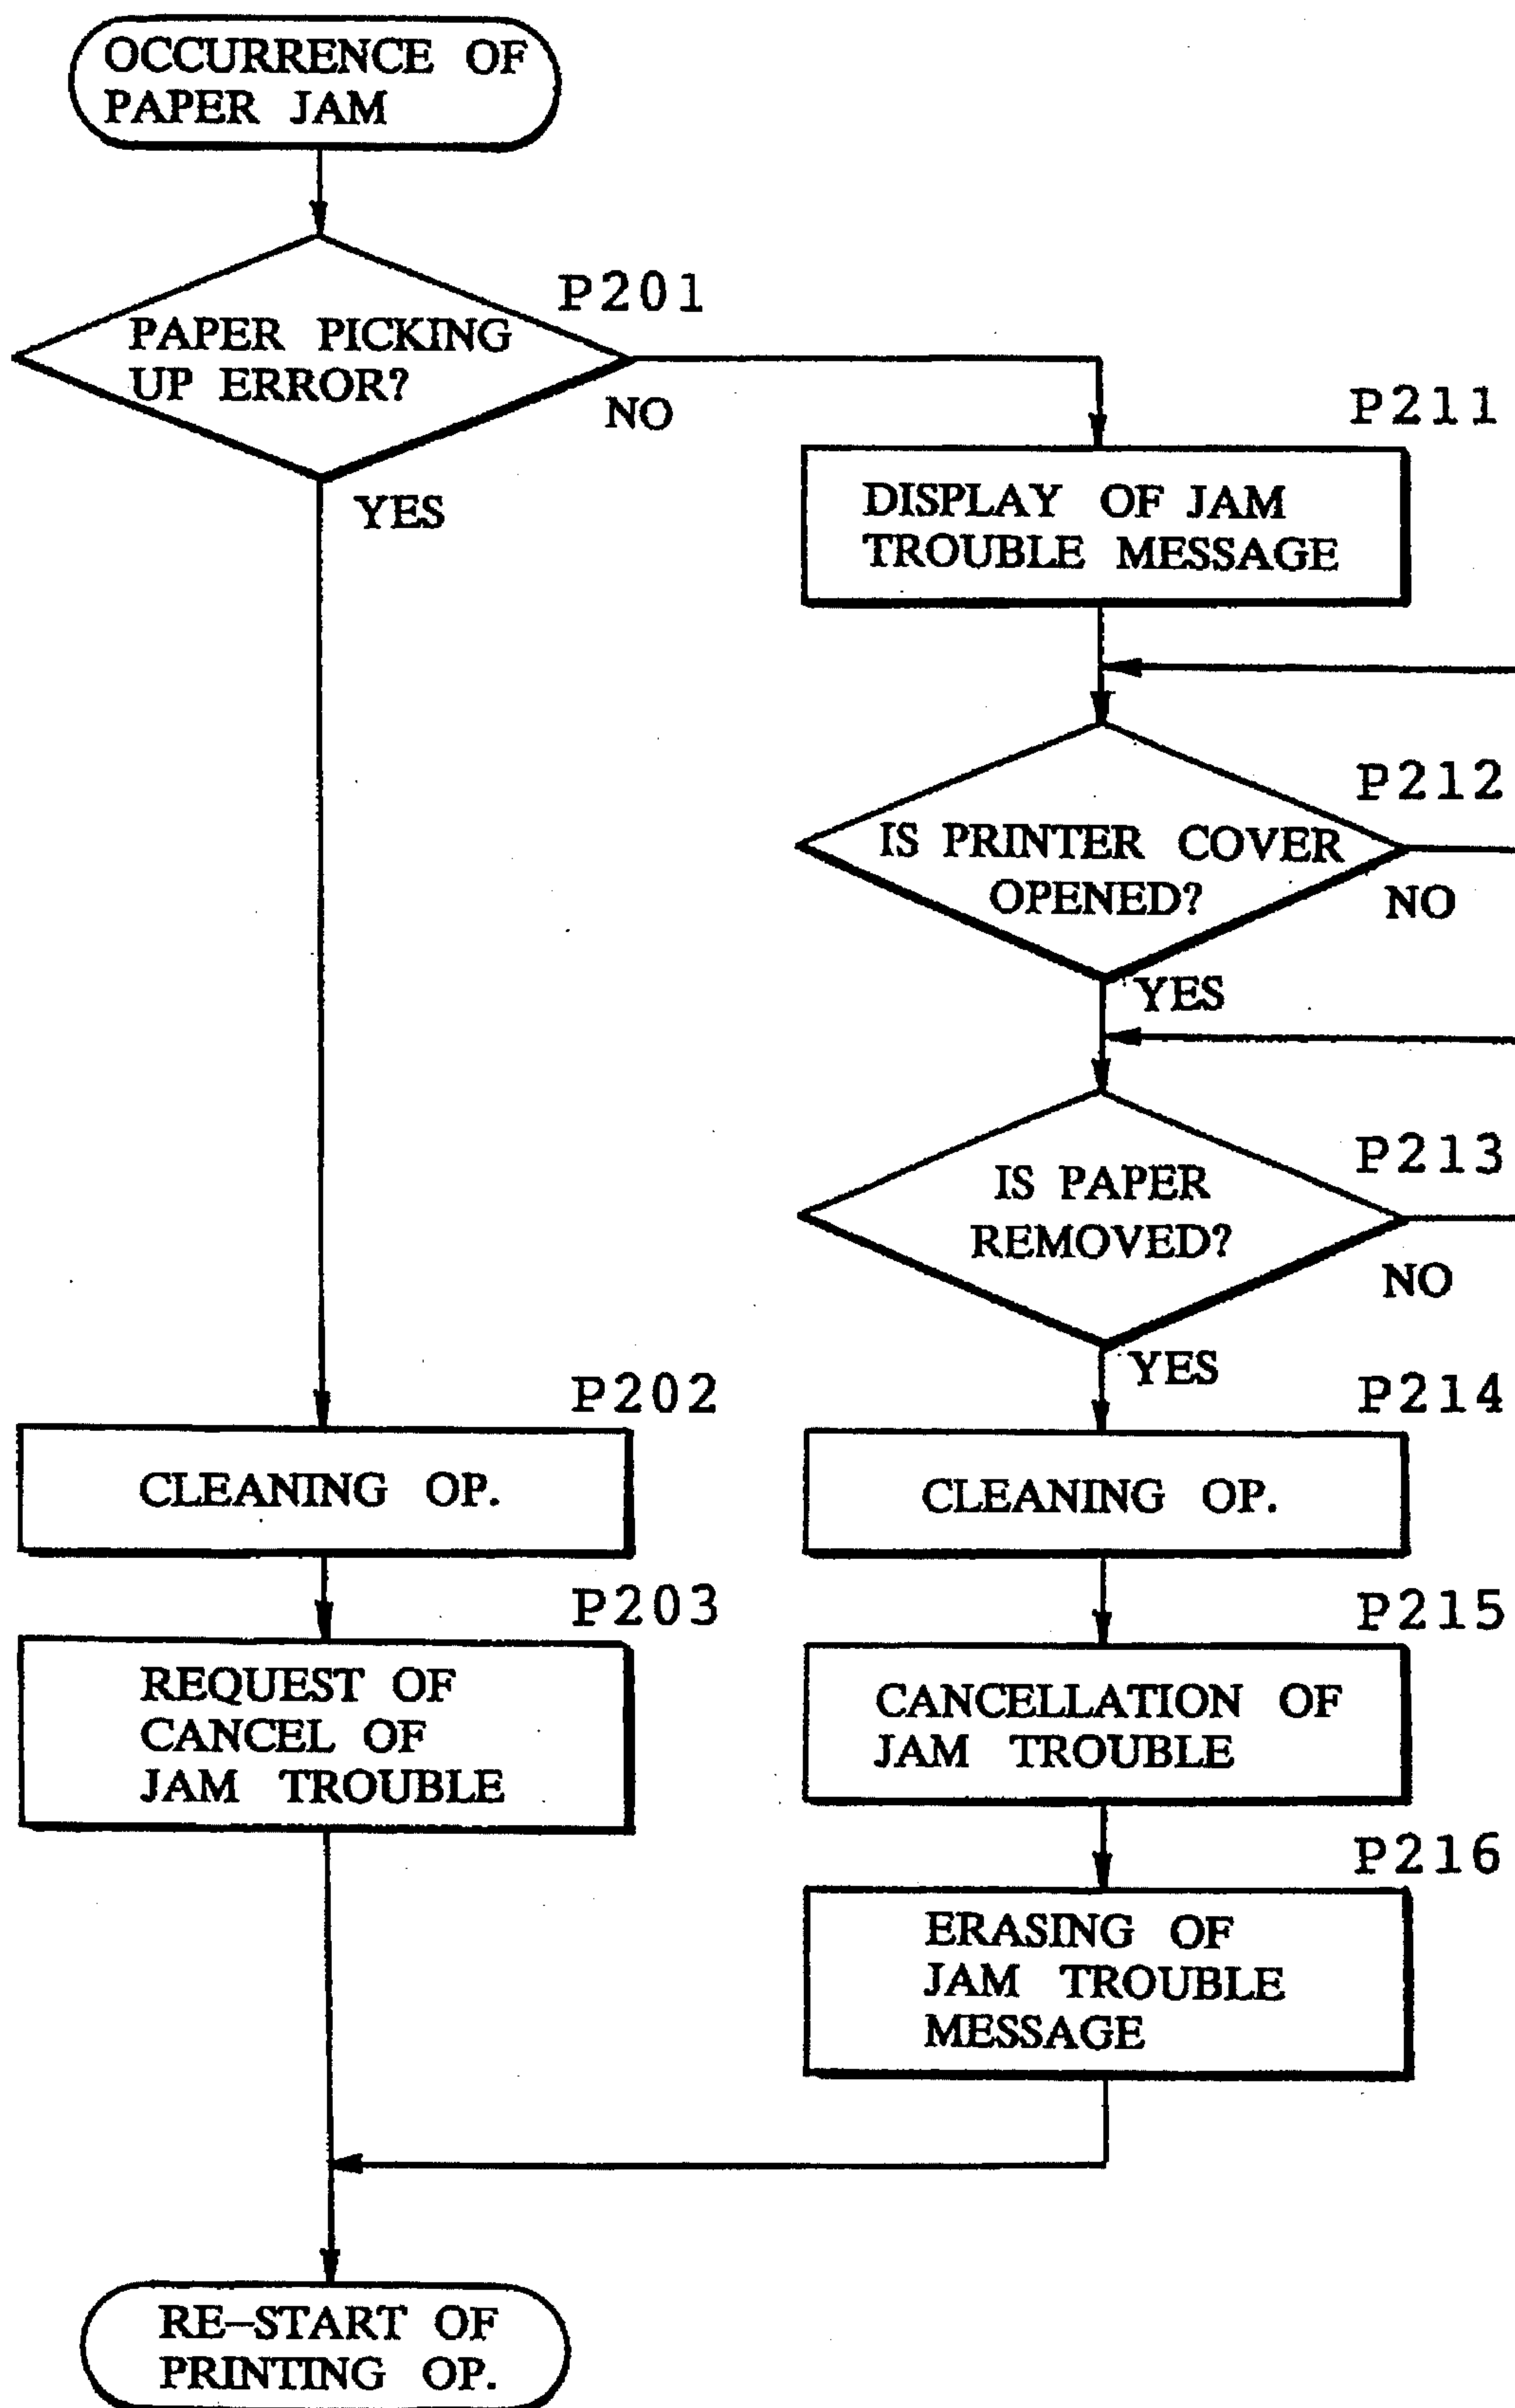 OCCURRENCE OF
PAPER JAM
P201
PAPER PICKING
UP ERROR?
NO
YES
P211
DISPLAY OF JAM
TROUBLE MESSAGE
P212
IS PRINTER COVER
OPENED?
NO
YES
P213
IS PAPER
REMOVED?
NO
YES
P202
CLEANING OP.
P203
REQUEST OF
CANCEL OF
JAM TROUBLE
P214
CLEANING OP.
P215
CANCELLATION OF
JAM TROUBLE
P216
ERASING OF
JAM TROUBLE
MESSAGE
RE–START OF
PRINTING OP.